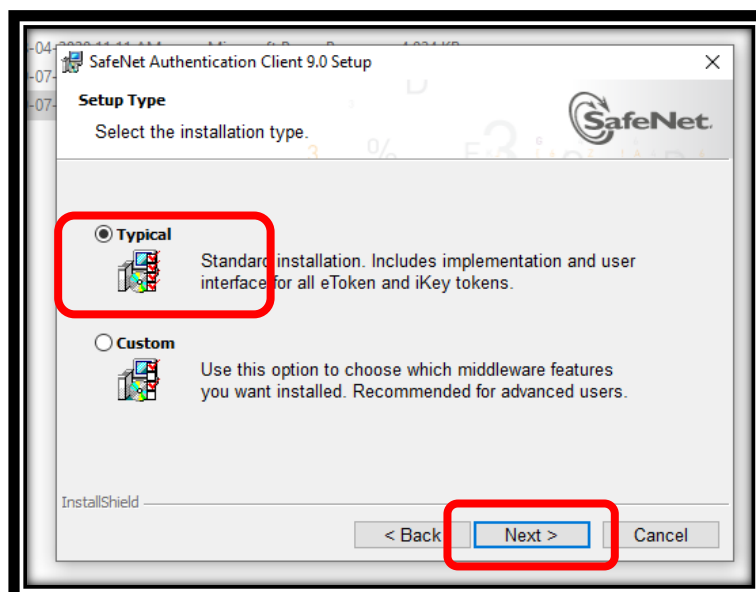 SafeNet Authentication Client 9.0 Setup
Setup Type
Select the installation type.
SafeNet.
Typical
Standard installation. Includes implementation and user
interface for all eToken and iKey tokens.
Custom
Use this option to choose which middleware features
you want installed. Recommended for advanced users.
InstallShield
< Back
Next >
Cancel